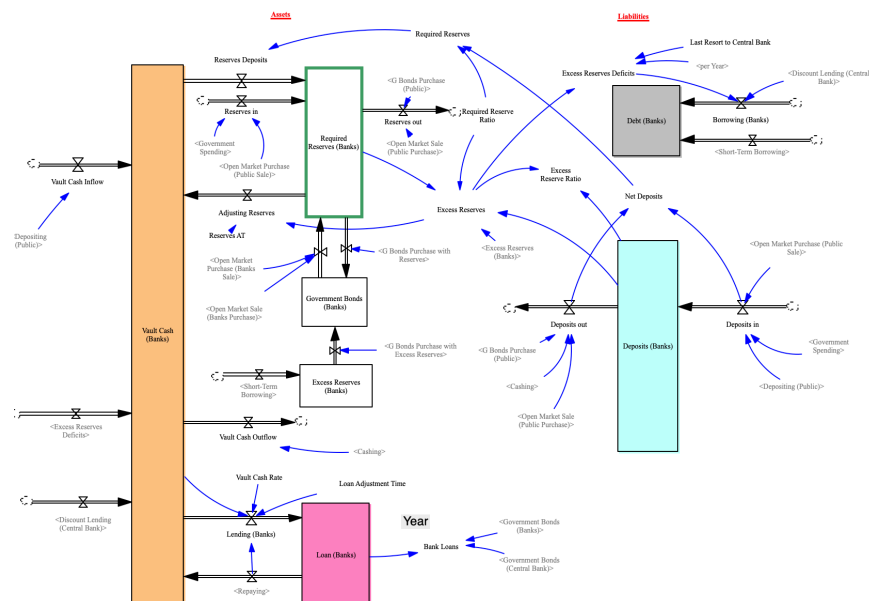 Assets
Liabilities
Required Reserves
Last Resort to Central Bank
Reserves Deposits
<per Year>
Excess Reserves Deficits
<Discount Lending (Central
Bank)>
<G Bonds Purchase
(Public)>
Reserves in
Reserves out
Required Reserve
Ratio
Debt (Banks)
Borrowing (Banks)
<Government
Spending>
Required
Reserves (Banks)
<Open Market Sale
(Public Purchase)>
<Short-Term Borrowing>
<Open Market Purchase
(Public Sale)>
Excess
Reserve Ratio
Vault Cash Inflow
Net Deposits
Adjusting Reserves
Excess Reserves
Depositing
(Public)>
Reserves AT
<Excess Reserves
(Banks)>
<Open Market Purchase (Public
Sale)>
<G Bonds Purchase with
Reserves>
<Open Market
Purchase (Banks
Sale)>
<Open Market Sale
(Banks Purchase)>
Government Bonds
(Banks)
Vault Cash
(Banks)
Deposits out
Deposits (Banks)
Deposits in
<G Bonds Purchase with
Excess Reserves>
<G Bonds Purchase
(Public)>
<Government
Spending>
Excess Reserves
(Banks)
<Short-Term
Borrowing>
<Cashing>
<Depositing (Public)>
<Open Market Sale
(Public Purchase)>
<Excess Reserves
Deficits>
Vault Cash Outflow
<Cashing>
Vault Cash Rate
Loan Adjustment Time
<Discount Lending
(Central Bank)>
Lending (Banks)
Year
<Government Bonds
(Banks)>
Loan (Banks)
Bank Loans
<Government Bonds
(Central Bank)>
<Repaying>